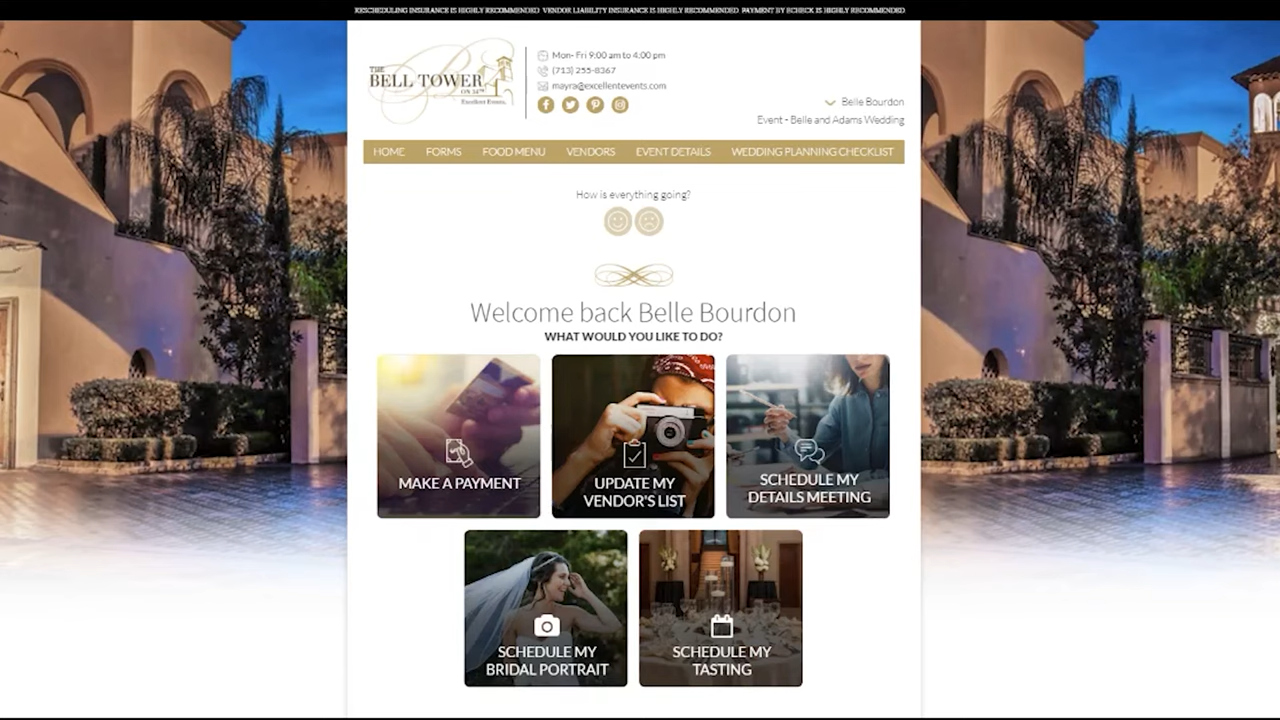 RESCHEDULING INSURANCE IS HIGHLY RECOMMENDED VENDOR LIABILITY INSURANCE IS HIGHLY RECOMMENDED PAYMENT BY ECHECK IS HIGHLY RECOMMENDED
THE
BELL TOWER
ON 34TH
Excellent Events.
Mon- Fri 9:00 am to 4:00 pm
(713) 255-8367
mayra@excellentevents.com
Belle Bourdon
Event - Belle and Adams Wedding
HOME FORMS FOOD MENU VENDORS EVENT DETAILS WEDDING PLANNING CHECKLIST
How is everything going?
Welcome back Belle Bourdon
WHAT WOULD YOU LIKE TO DO?
MAKE A PAYMENT
UPDATE MY
VENDOR'S LIST
SCHEDULE MY
DETAILS MEETING
SCHEDULE MY
BRIDAL PORTRAIT
SCHEDULE MY
TASTING